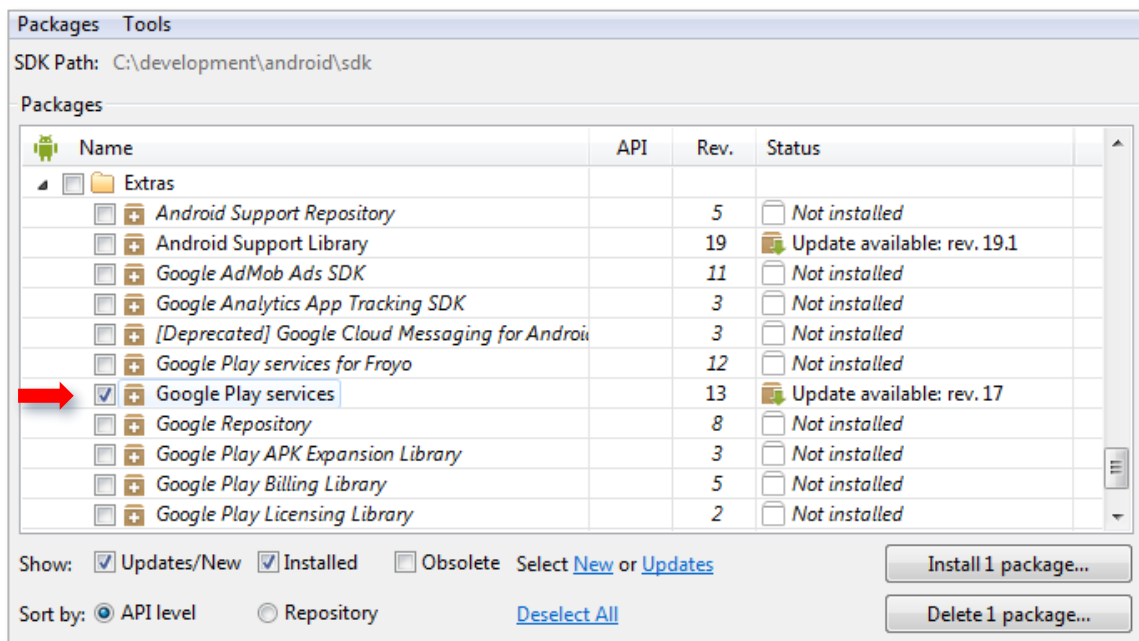 Packages Tools
SDK Path: C:\development\android\sdk
Packages
Name API Rev. Status
Extras
Android Support Repository 5 Not installed
Android Support Library 19 Update available: rev. 19.1
Google AdMob Ads SDK 11 Not installed
Google Analytics App Tracking SDK 3 Not installed
[Deprecated] Google Cloud Messaging for Android 3 Not installed
Google Play services for Froyo 12 Not installed
Google Play services 13 Update available: rev. 17
Google Repository 8 Not installed
Google Play APK Expansion Library 3 Not installed
Google Play Billing Library 5 Not installed
Google Play Licensing Library 2 Not installed
Show: Updates/New Installed Obsolete Select New or Updates Install 1 package...
Sort by: API level Repository Deselect All Delete 1 package...